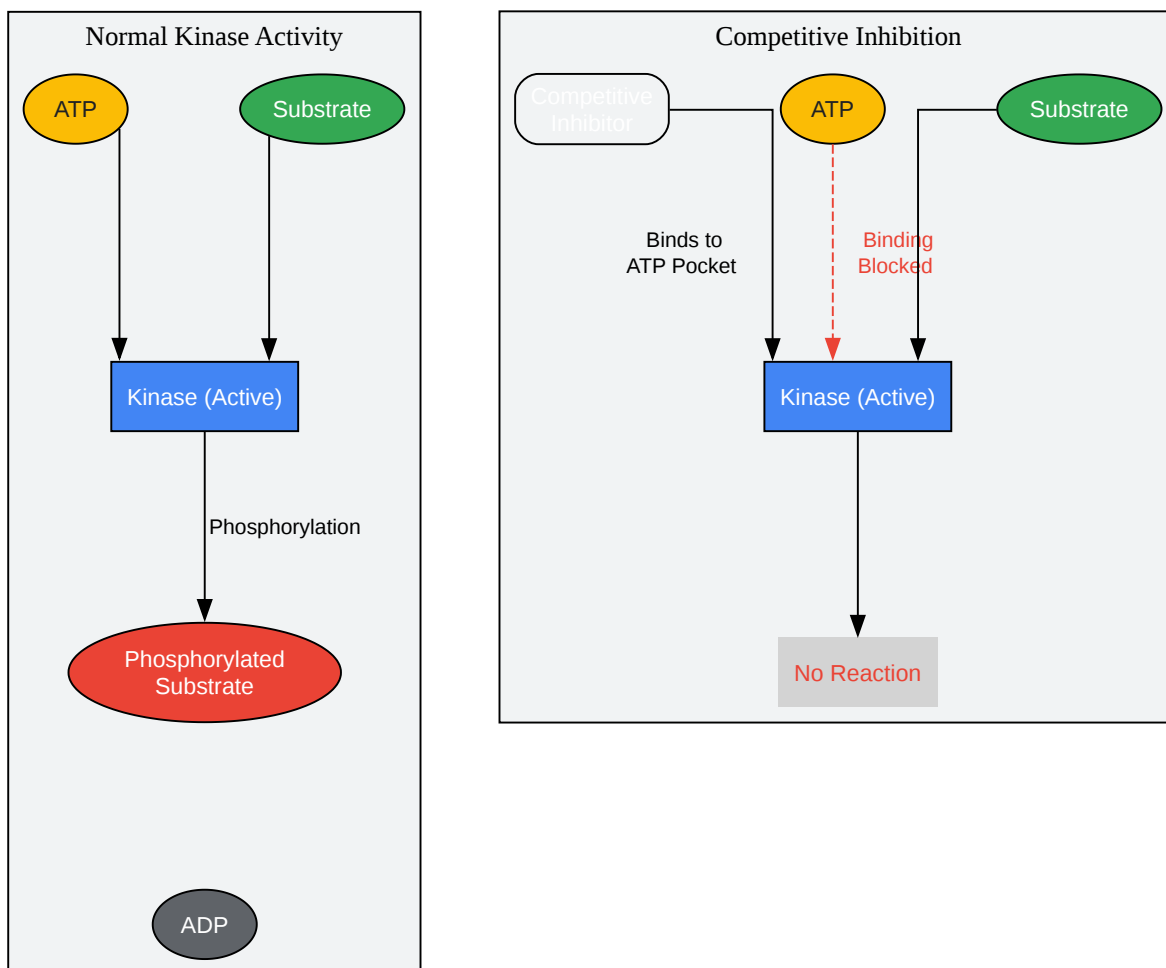 Normal Kinase Activity
ATP
Substrate
Kinase (Active)
Phosphorylation
Phosphorylated
Substrate
ADP
Competitive Inhibition
Competitive
Inhibitor
ATP
Substrate
Binds to
ATP Pocket
Binding
Blocked
Kinase (Active)
No Reaction